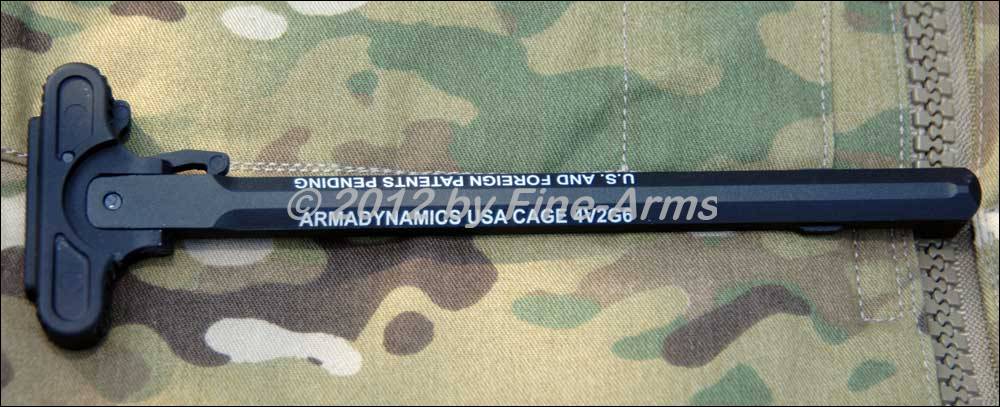 U.S. AND FOREIGN PATENTS PENDING
© 2012 by Fine-Arms
ARMADYNAMICS USA CAGE 4V2G6